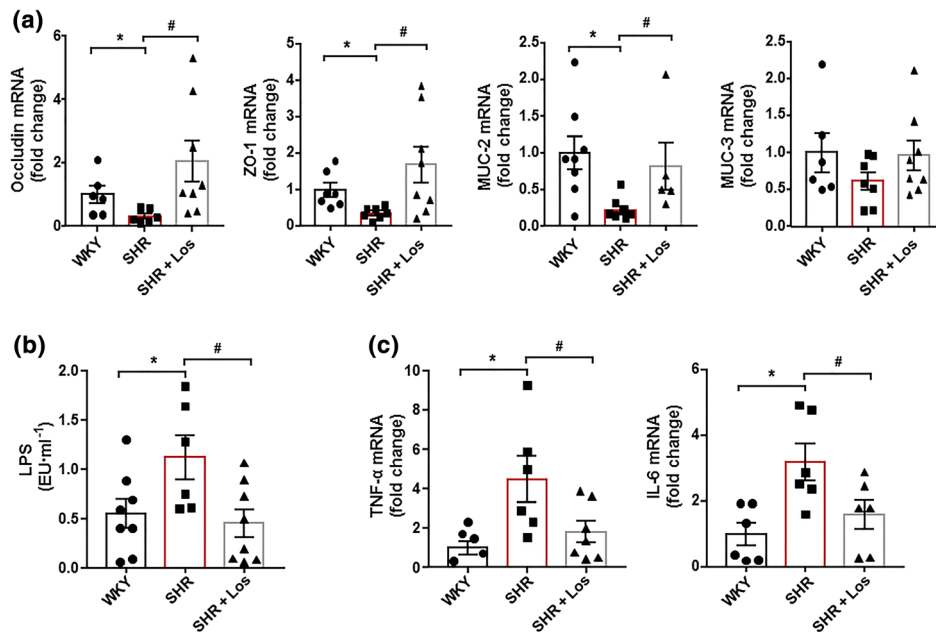 (a)
Occludin mRNA
(fold change)
6
4
2
0
*
#
WKY
SHR
SHR + Los
ZO-1 mRNA
(fold change)
5
4
3
2
1
0
*
#
WKY
SHR
SHR + Los
MUC-2 mRNA
(fold change)
2.5
2.0
1.5
1.0
0.5
0.0
*
#
WKY
SHR
SHR + Los
MUC-3 mRNA
(fold change)
2.5
2.0
1.5
1.0
0.5
0.0
WKY
SHR
SHR + Los
(b)
LPS
(EU·ml⁻¹)
2.0
1.5
1.0
0.5
0.0
*
#
WKY
SHR
SHR + Los
(c)
TNF-α mRNA
(fold change)
10
8
6
4
2
0
*
#
WKY
SHR
SHR + Los
IL-6 mRNA
(fold change)
6
4
2
0
*
#
WKY
SHR
SHR + Los